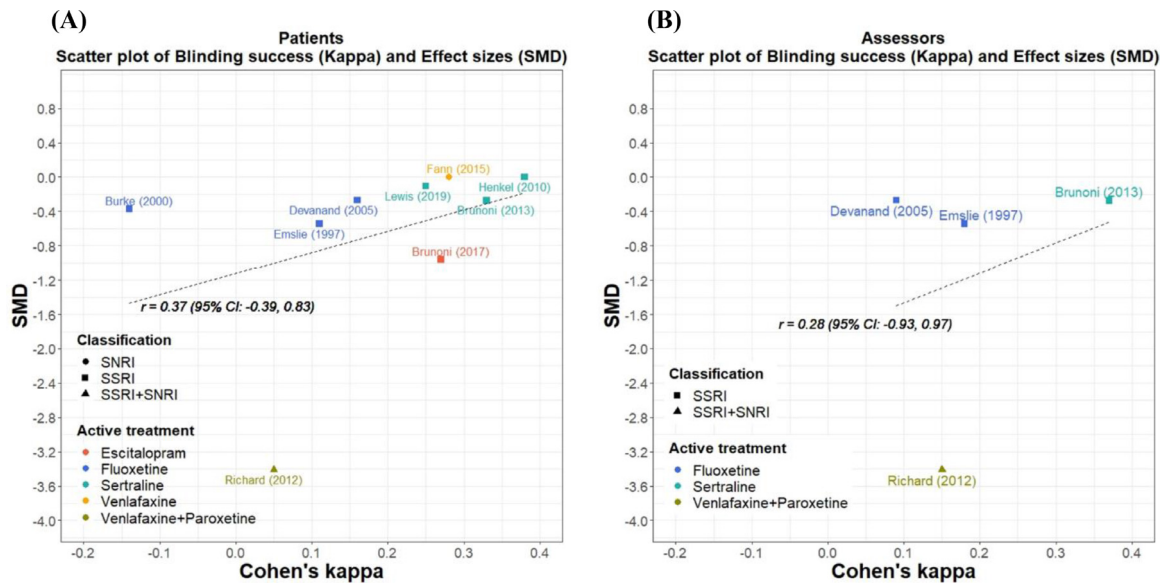 (A)
Patients
Scatter plot of Blinding success (Kappa) and Effect sizes (SMD)
SMD
0.8
0.4
0.0
-0.4
-0.8
-1.2
-1.6
-2.0
-2.4
-2.8
-3.2
-3.6
-4.0
Fann (2015)
Henkel (2010)
Lewis (2019)
Burke (2000)
Devanand (2005)
Brunoni (2013)
Emslie (1997)
Brunoni (2017)
r = 0.37 (95% CI: -0.39, 0.83)
Classification
SNRI
SSRI
SSRI+SNRI
Active treatment
Escitalopram
Fluoxetine
Sertraline
Venlafaxine
Venlafaxine+Paroxetine
Richard (2012)
-0.2 -0.1 0.0 0.1 0.2 0.3 0.4
Cohen's kappa
(B)
Assessors
Scatter plot of Blinding success (Kappa) and Effect sizes (SMD)
SMD
0.8
0.4
0.0
-0.4
-0.8
-1.2
-1.6
-2.0
-2.4
-2.8
-3.2
-3.6
-4.0
Brunoni (2013)
Devanand (2005)
Emslie (1997)
r = 0.28 (95% CI: -0.93, 0.97)
Classification
SSRI
SSRI+SNRI
Active treatment
Fluoxetine
Sertraline
Venlafaxine+Paroxetine
Richard (2012)
-0.2 -0.1 0.0 0.1 0.2 0.3 0.4
Cohen's kappa